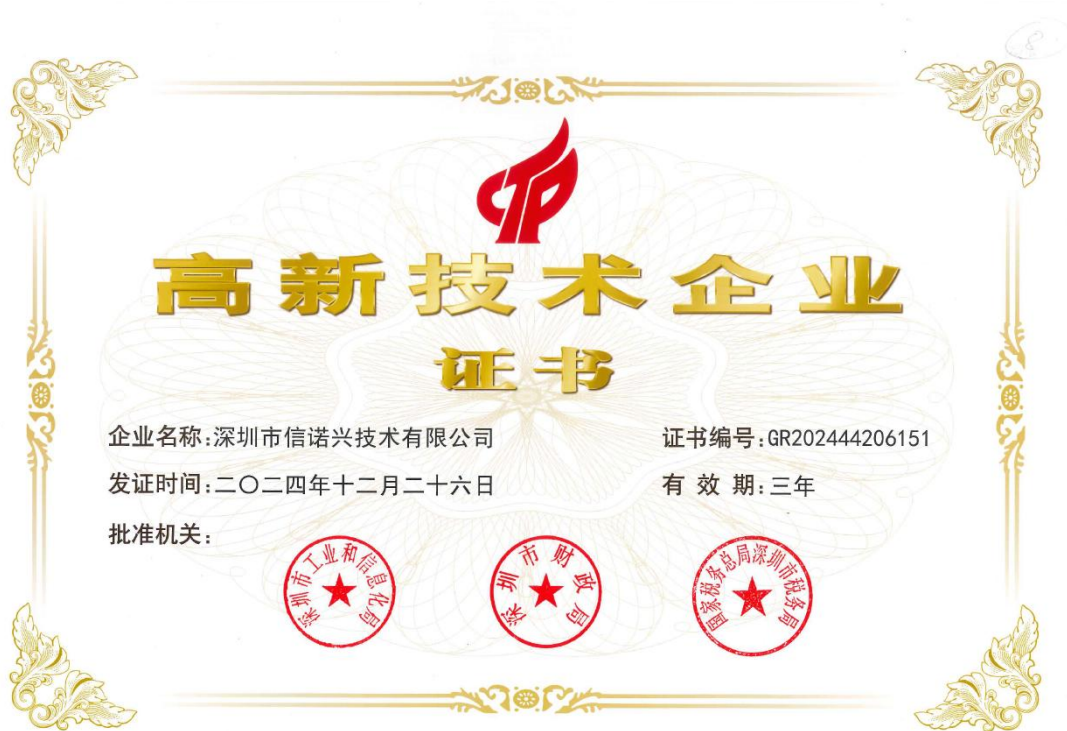 高新技术企业
证书
企业名称:深圳市信诺兴技术有限公司
证书编号:GR202444206151
发证时间:二〇二四年十二月二十六日
有效期:三年
批准机关:
深圳市工业和信息化局
深圳市财政局
国家税务总局深圳市税务局